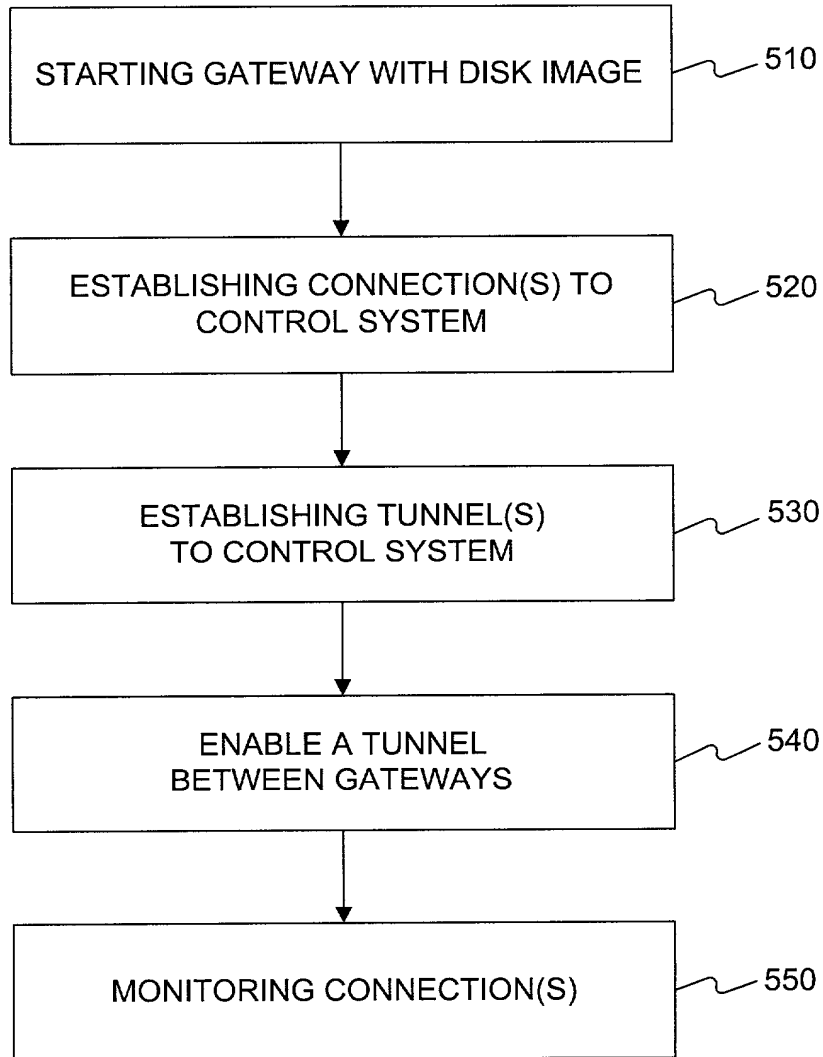 STARTING GATEWAY WITH DISK IMAGE
510
ESTABLISHING CONNECTION(S) TO
CONTROL SYSTEM
520
ESTABLISHING TUNNEL(S)
TO CONTROL SYSTEM
530
ENABLE A TUNNEL
BETWEEN GATEWAYS
540
MONITORING CONNECTION(S)
550